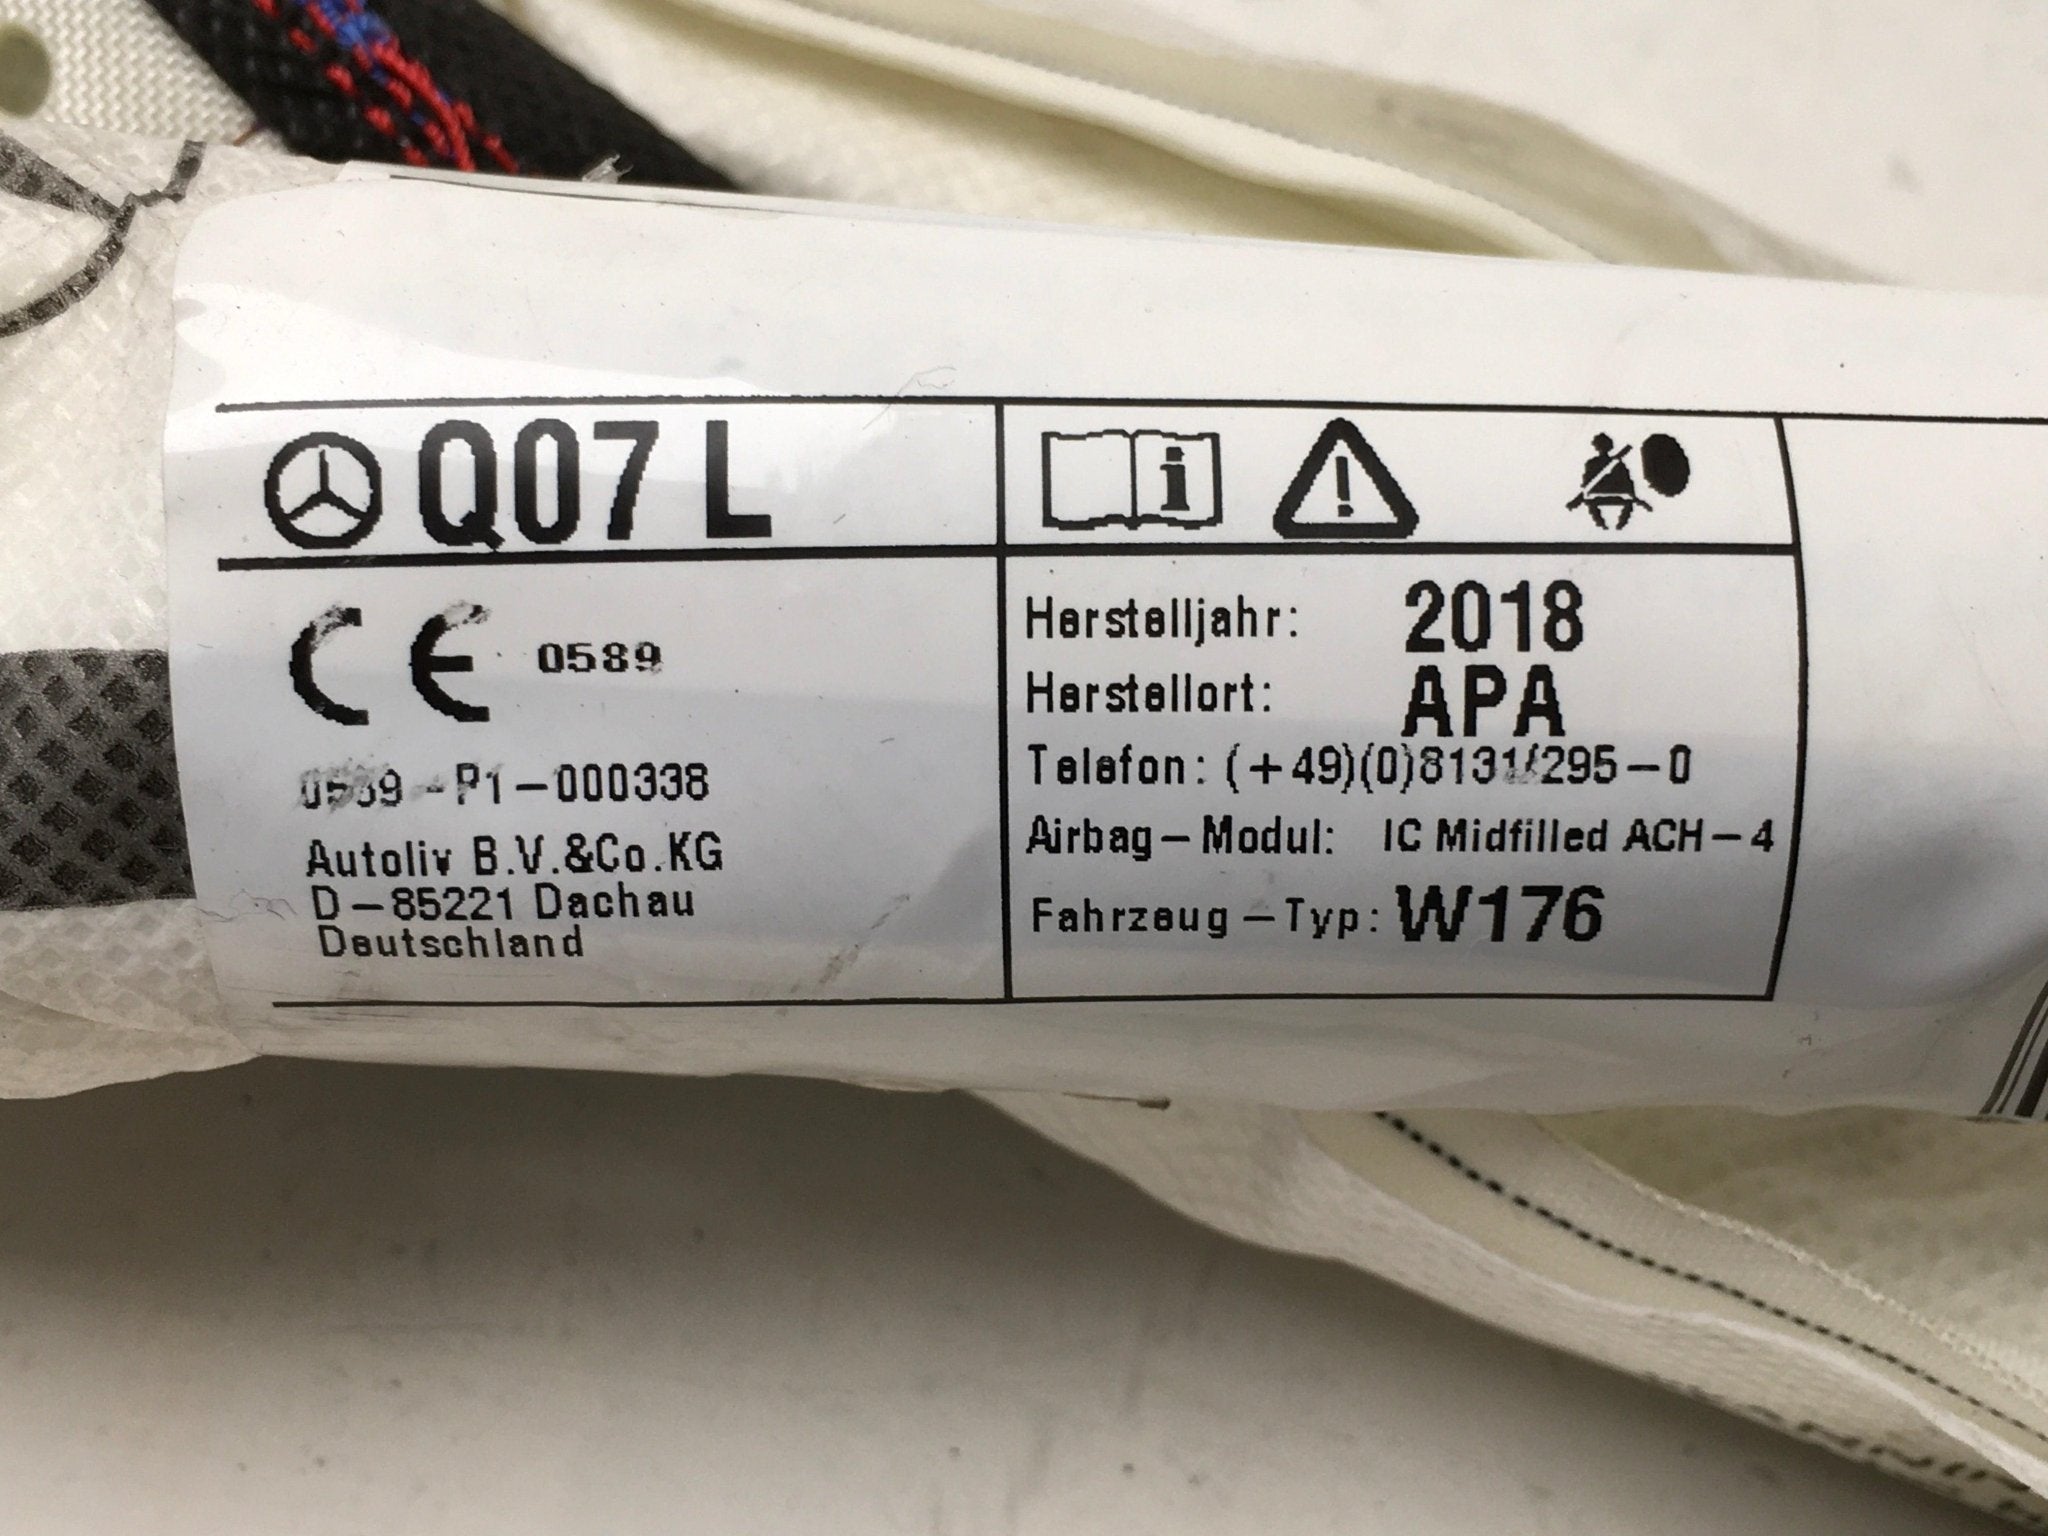 Q07 L
CE 0589
0589-P1-000338
Autoliv B.V.&Co.KG
D-85221 Dachau
Deutschland
i
!
Herstelljahr: 2018
Herstellort: APA
Telefon: (+49)(0)8131/295-0
Airbag-Modul: IC Midfilled ACH-4
Fahrzeug-Typ: W176